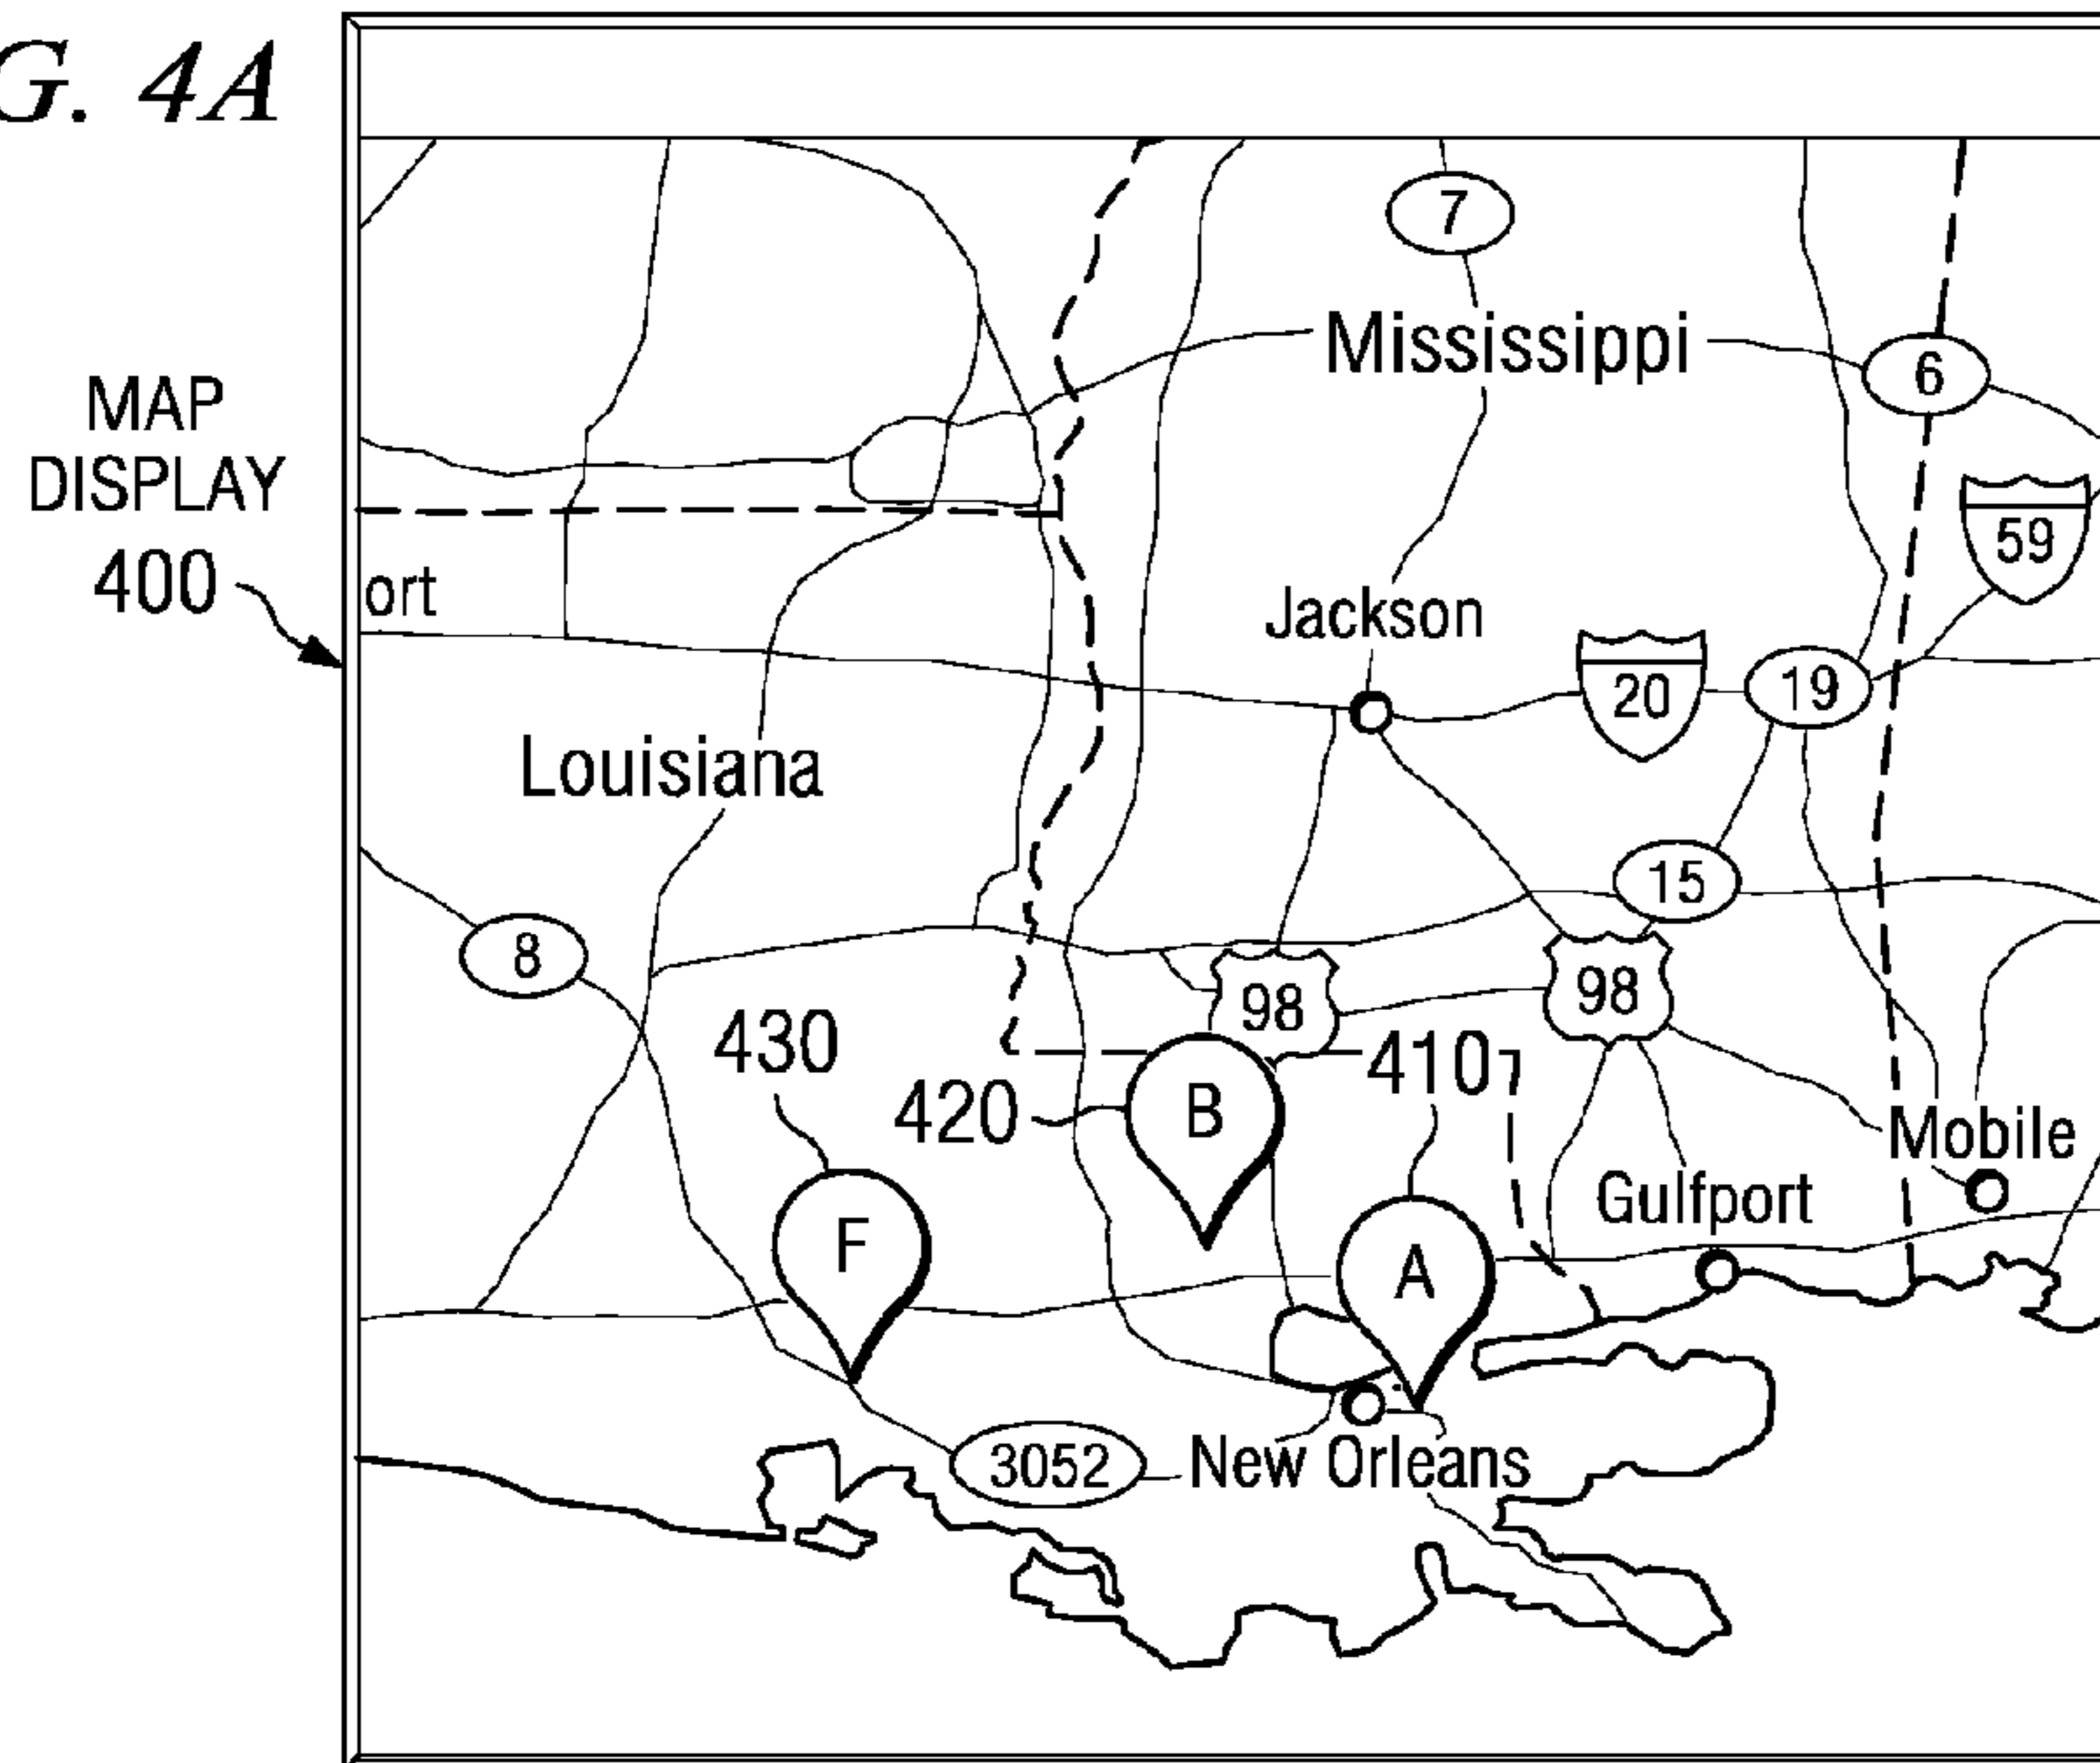 G. 4A
7
Mississippi
6
MAP
DISPLAY
400
59
ort
Jackson
20
19
Louisiana
15
8
98
98
430
410
420
B
Mobile
Gulfport
F
A
3052
New Orleans